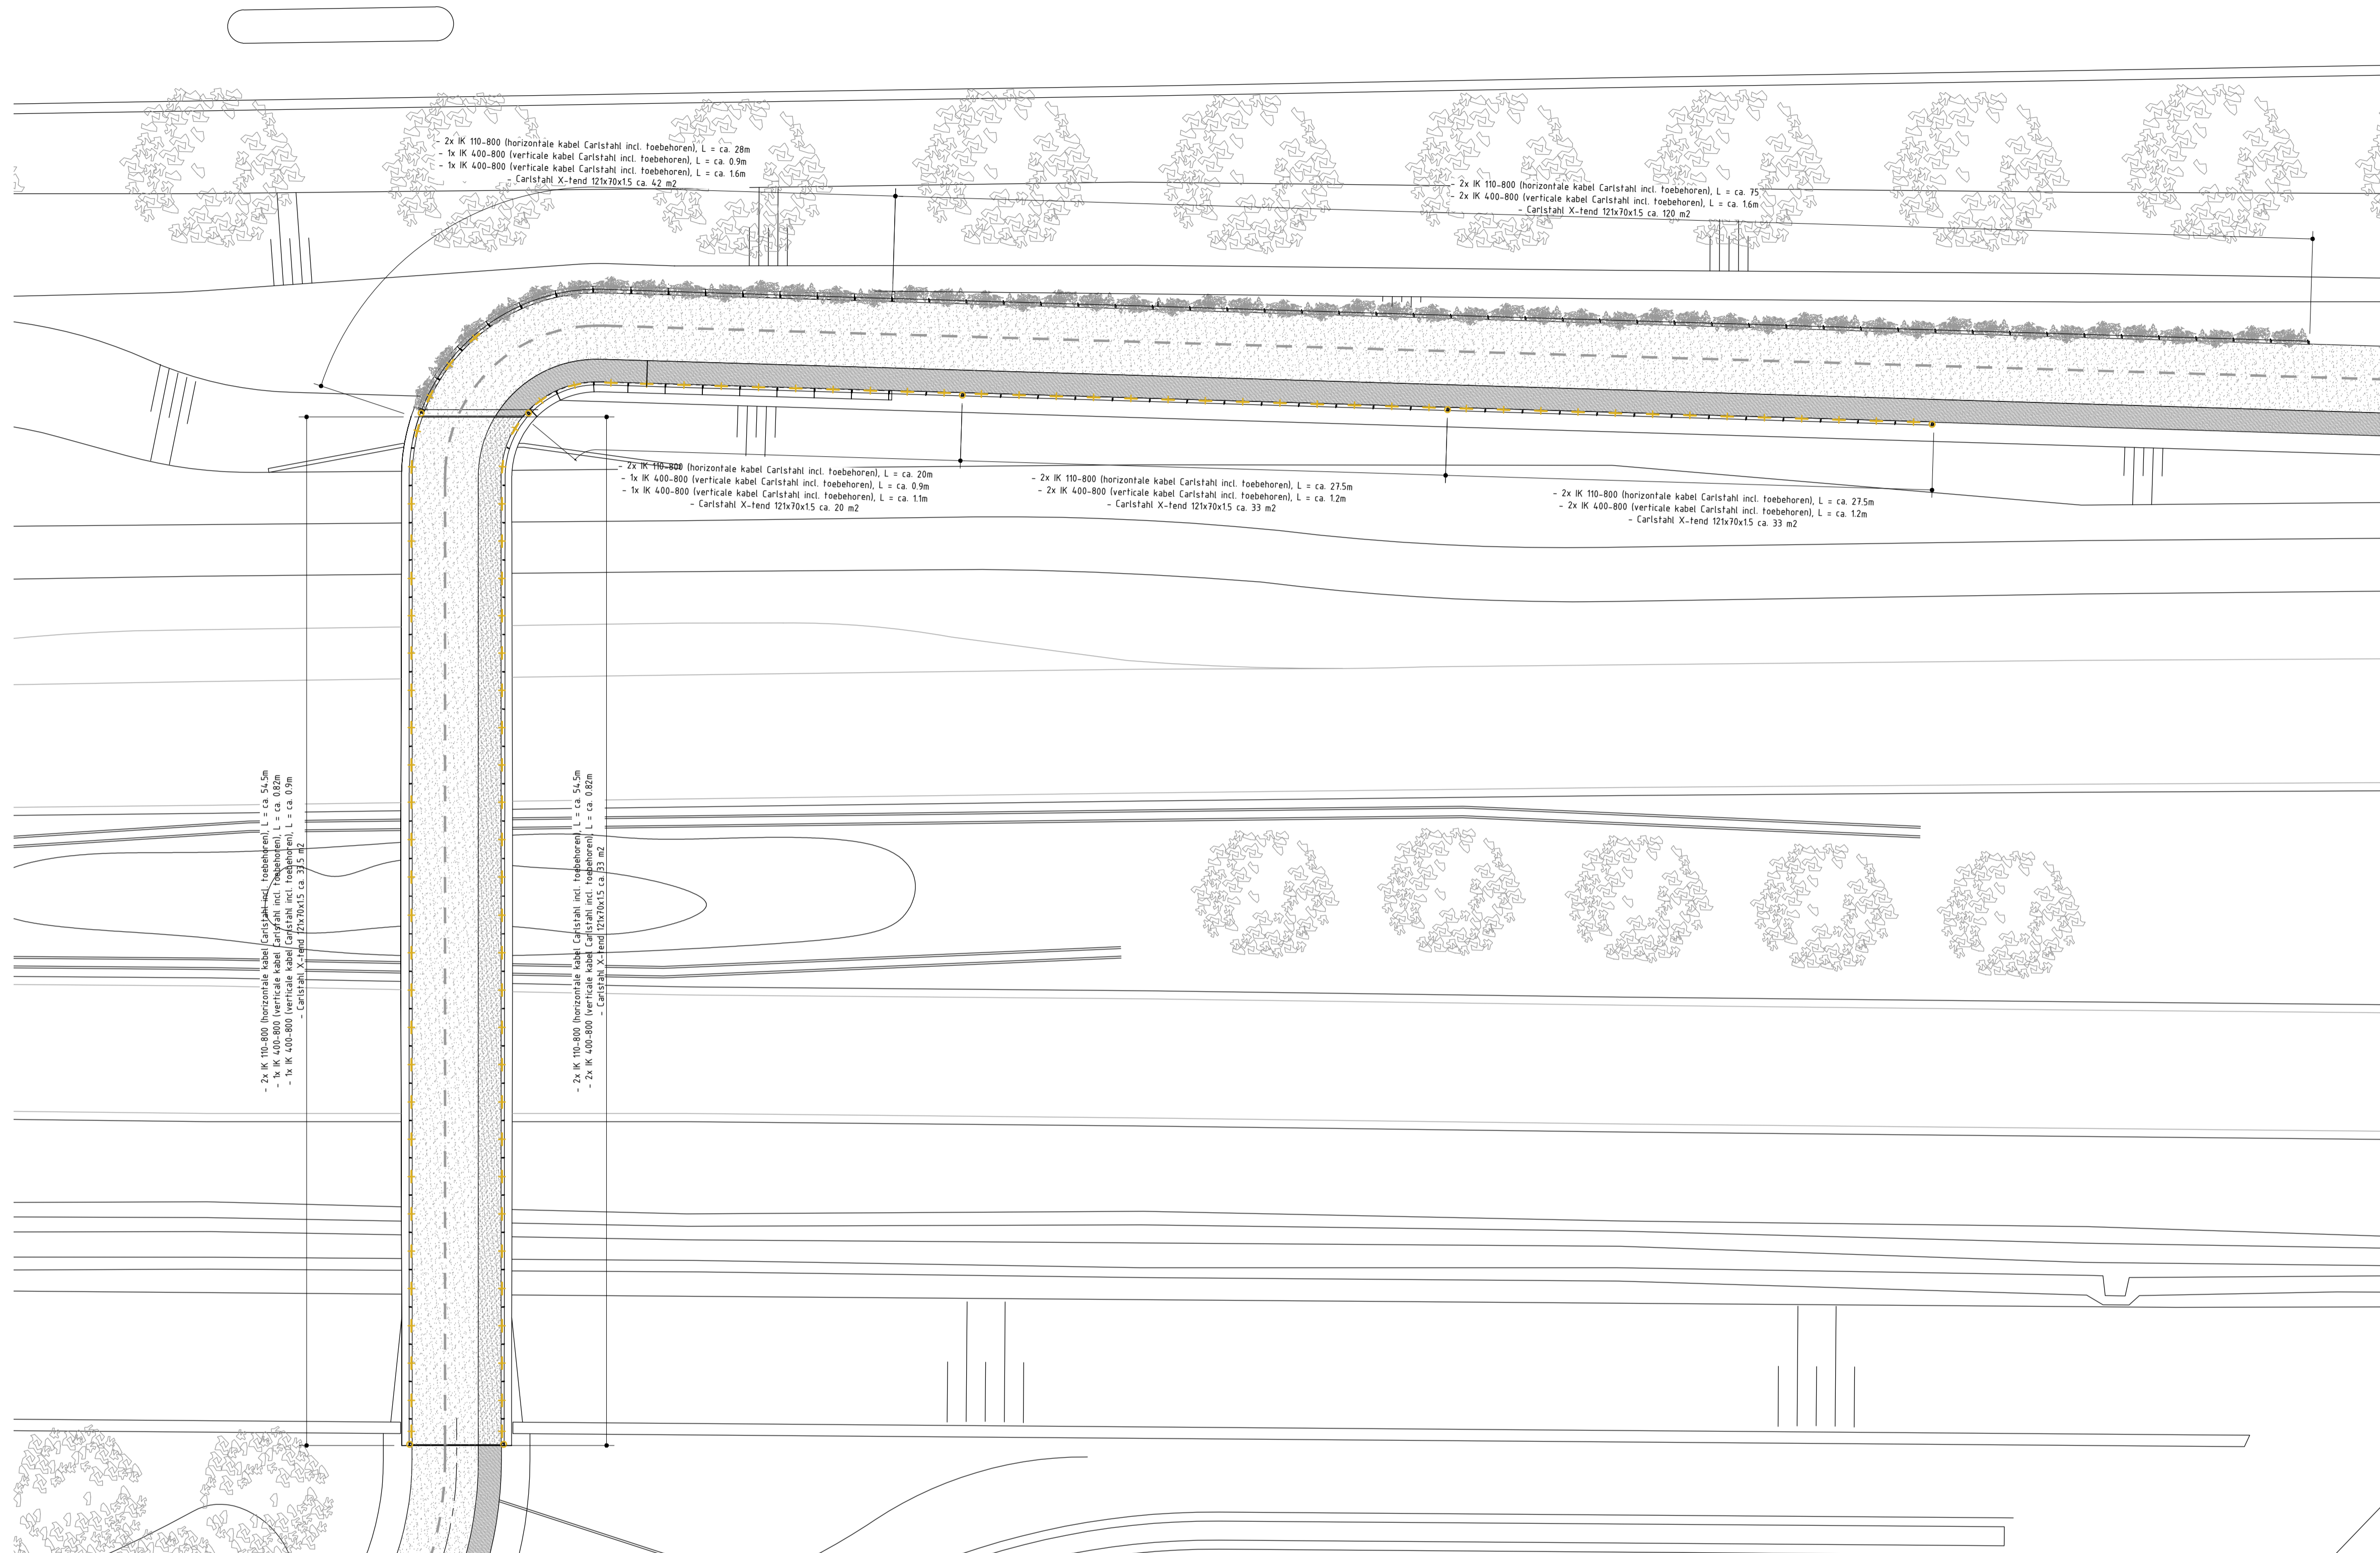 - 2x IK 110-800 (horizontale kabel Carlstahl incl. toebehoren), L = ca. 28m
- 1x IK 400-800 (verticale kabel Carlstahl incl. toebehoren), L = ca. 0.9m
- 1x IK 400-800 (verticale kabel Carlstahl incl. toebehoren), L = ca. 1.6m
- Carlstahl X-tend 121x70x1.5 ca. 42 m2
- 2x IK 110-800 (horizontale kabel Carlstahl incl. toebehoren), L = ca. 75
- 2x IK 400-800 (verticale kabel Carlstahl incl. toebehoren), L = ca. 1.6m
- Carlstahl X-tend 121x70x1.5 ca. 120 m2
- 2x IK 110-800 (horizontale kabel Carlstahl incl. toebehoren), L = ca. 20m
- 1x IK 400-800 (verticale kabel Carlstahl incl. toebehoren), L = ca. 0.9m
- 1x IK 400-800 (verticale kabel Carlstahl incl. toebehoren), L = ca. 1.1m
- Carlstahl X-tend 121x70x1.5 ca. 20 m2
- 2x IK 110-800 (horizontale kabel Carlstahl incl. toebehoren), L = ca. 27.5m
- 2x IK 400-800 (verticale kabel Carlstahl incl. toebehoren), L = ca. 1.2m
- Carlstahl X-tend 121x70x1.5 ca. 33 m2
- 2x IK 110-800 (horizontale kabel Carlstahl incl. toebehoren), L = ca. 27.5m
- 2x IK 400-800 (verticale kabel Carlstahl incl. toebehoren), L = ca. 1.2m
- Carlstahl X-tend 121x70x1.5 ca. 33 m2
- 2x IK 110-800 (horizontale kabel Carlstahl incl. toebehoren), L = ca. 54.5m
- 1x IK 400-800 (verticale kabel Carlstahl incl. toebehoren), L = ca. 0.82m
- 1x IK 400-800 (verticale kabel Carlstahl incl. toebehoren), L = ca. 0.9m
- Carlstahl X-tend 121x70x1.5 ca. 33.5 m2
- 2x IK 110-800 (horizontale kabel Carlstahl incl. toebehoren), L = ca. 54.5m
- 2x IK 400-800 (verticale kabel Carlstahl incl. toebehoren), L = ca. 0.82m
- Carlstahl X-tend 121x70x1.5 ca. 33 m2